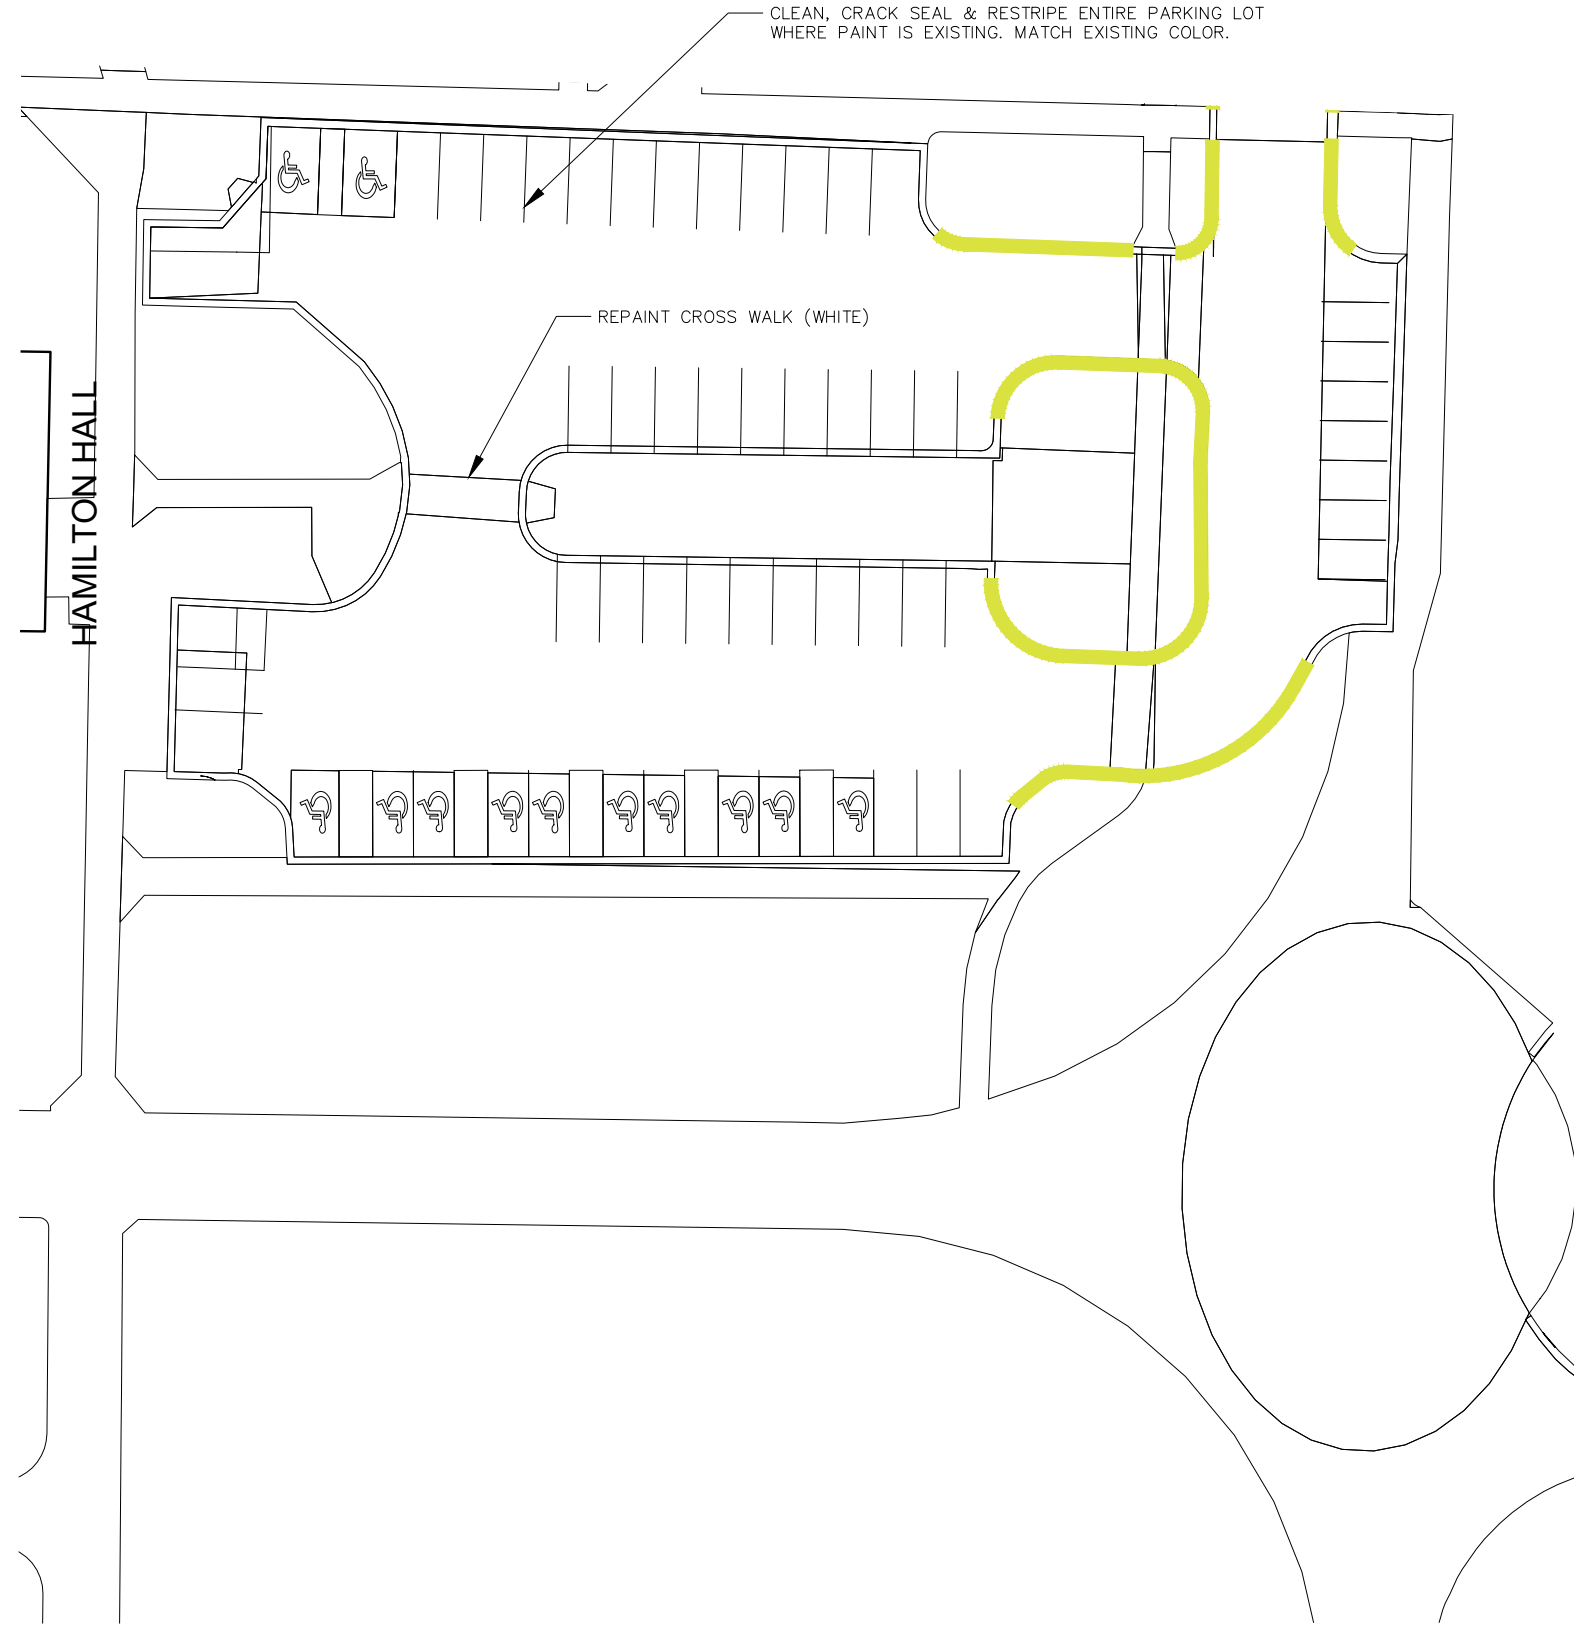 CLEAN, CRACK SEAL & RESTRIPE ENTIRE PARKING LOT
WHERE PAINT IS EXISTING. MATCH EXISTING COLOR.
REPAINT CROSS WALK (WHITE)
HAMILTON HALL